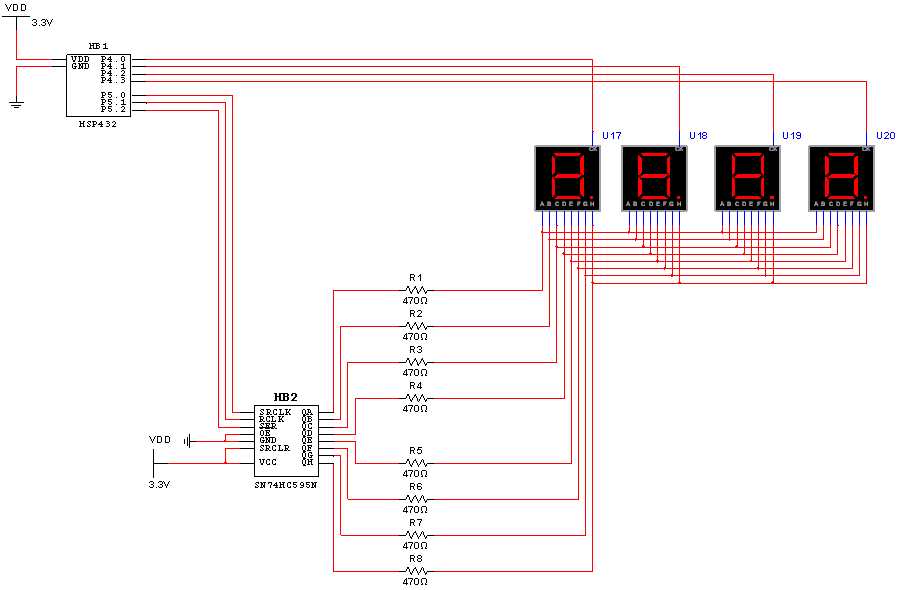 VDD
3.3V
HB1
VDD P4.0
GND P4.1
P4.2
P4.3
P5.0
P5.1
P5.2
MSP432
U17
U18
U19
U20
CK
CK
CK
CK
A B C D E F G H
A B C D E F G H
A B C D E F G H
A B C D E F G H
R1
470Ω
R2
470Ω
R3
470Ω
R4
470Ω
HB2
SRCLK QA
RCLK QB
SER QC
OE QD
GND QE
SRCLR QF
QG
VCC QH
SN74HC595N
VDD
3.3V
R5
470Ω
R6
470Ω
R7
470Ω
R8
470Ω